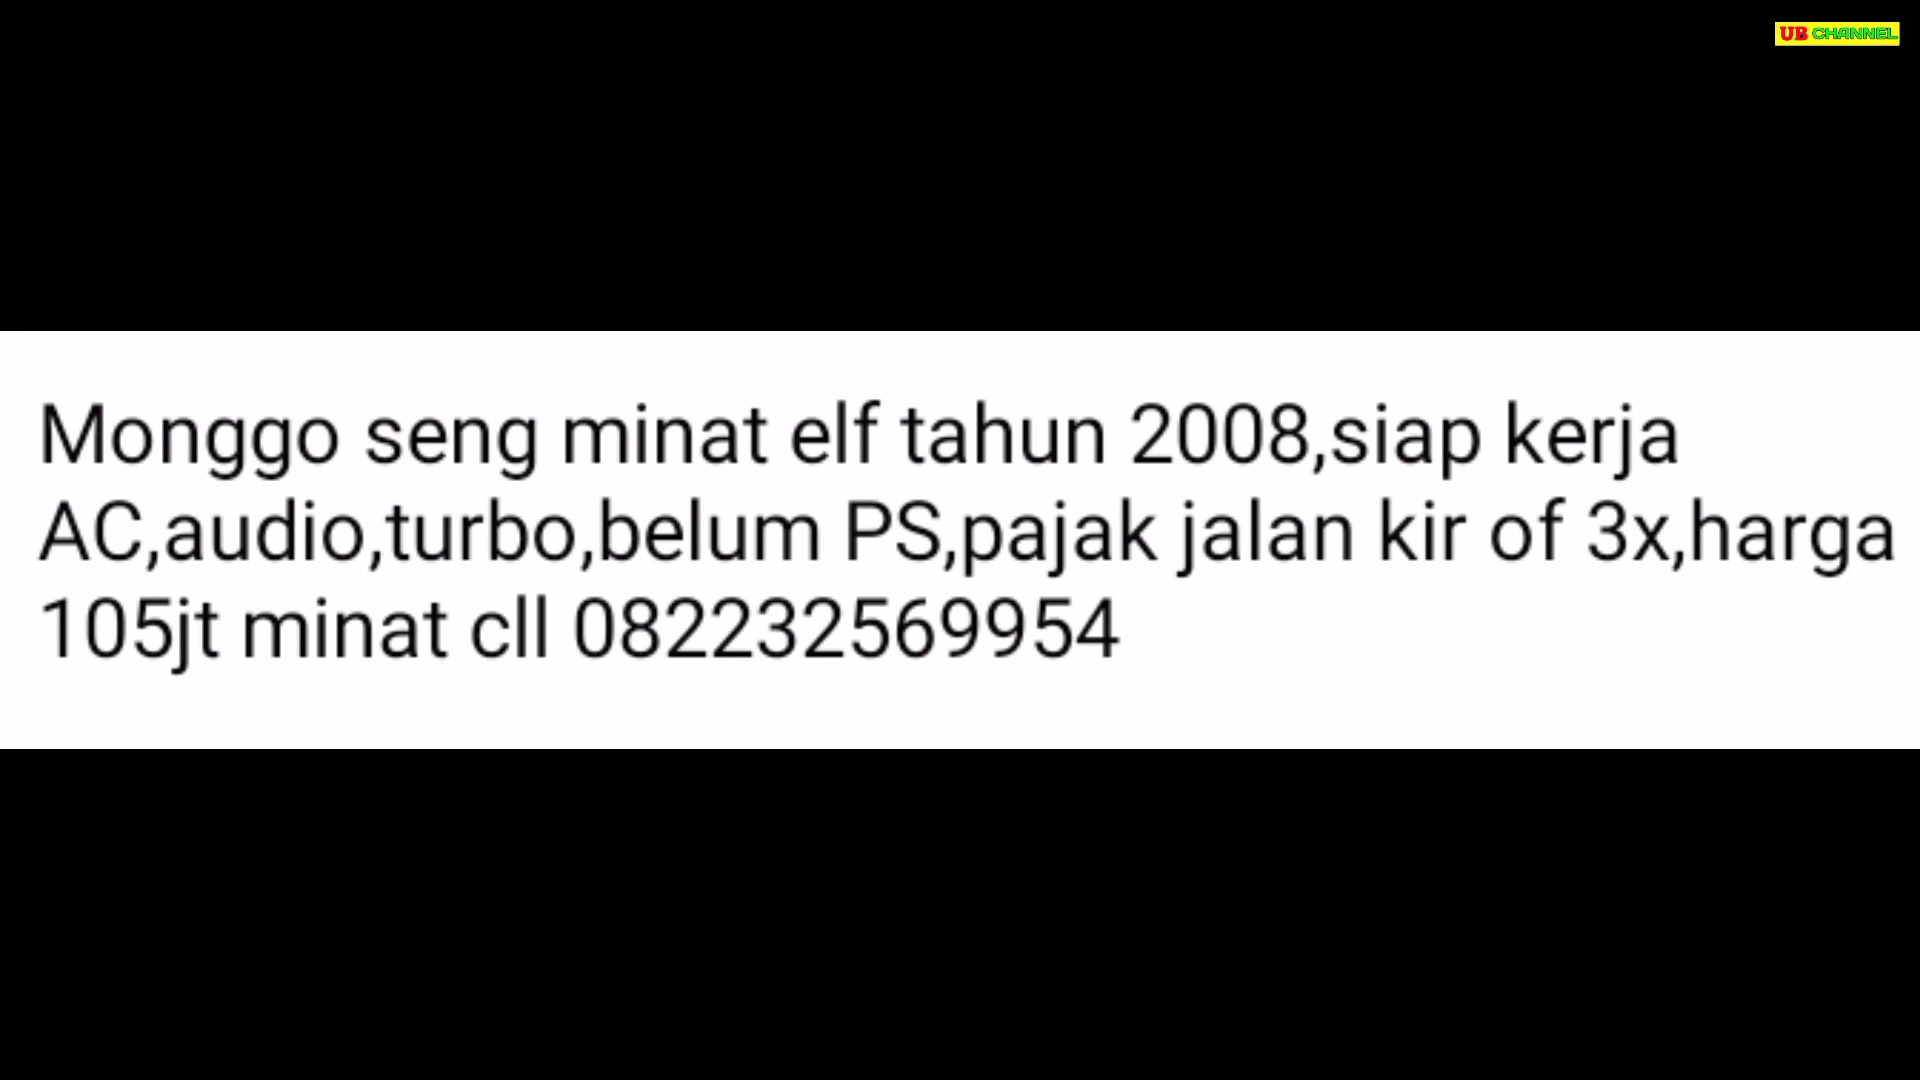 UB CHANNEL
Monggo seng minat elf tahun 2008,siap kerja
AC,audio,turbo,belum PS,pajak jalan kir of 3x,harga
105jt minat cll 082232569954